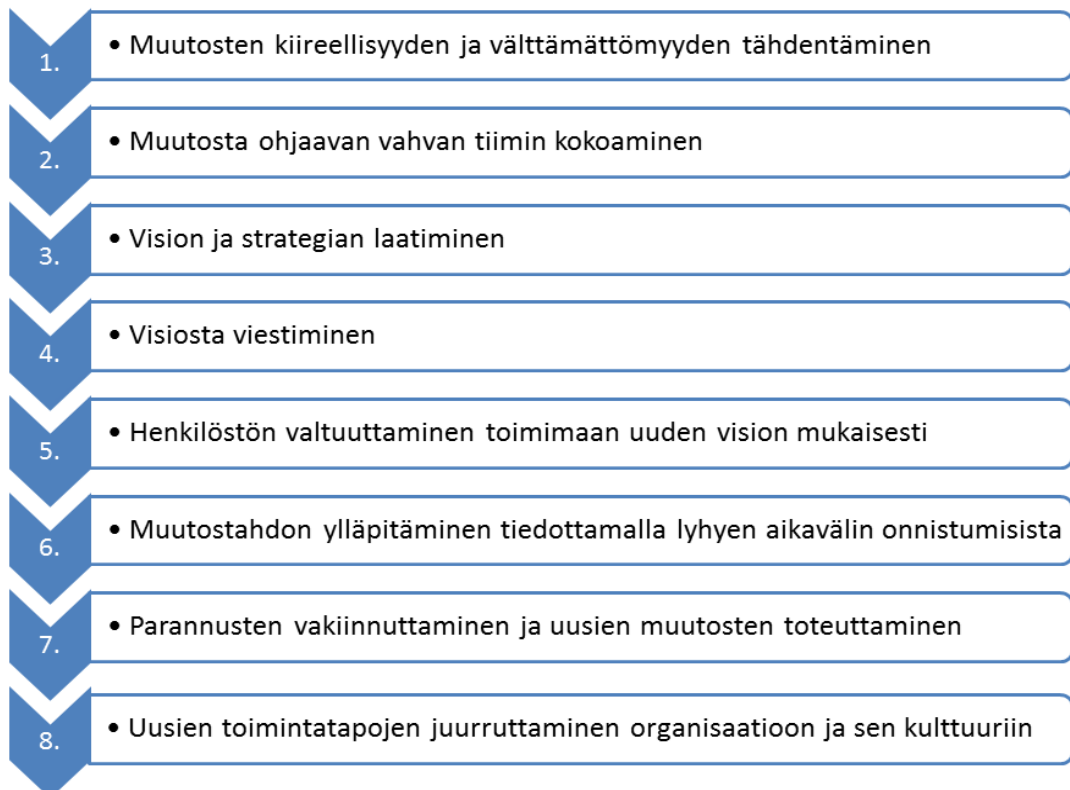 1. • Muutosten kiireellisyyden ja välttämättömyyden tähdentäminen
2. • Muutosta ohjaavan vahvan tiimin kokoaminen
3. • Vision ja strategian laatiminen
4. • Visiosta viestiminen
5. • Henkilöstön valtuuttaminen toimimaan uuden vision mukaisesti
6. • Muutostahdon ylläpitäminen tiedottamalla lyhyen aikavälin onnistumisista
7. • Parannusten vakiinnuttaminen ja uusien muutosten toteuttaminen
8. • Uusien toimintatapojen juurruttaminen organisaatioon ja sen kulttuuriin